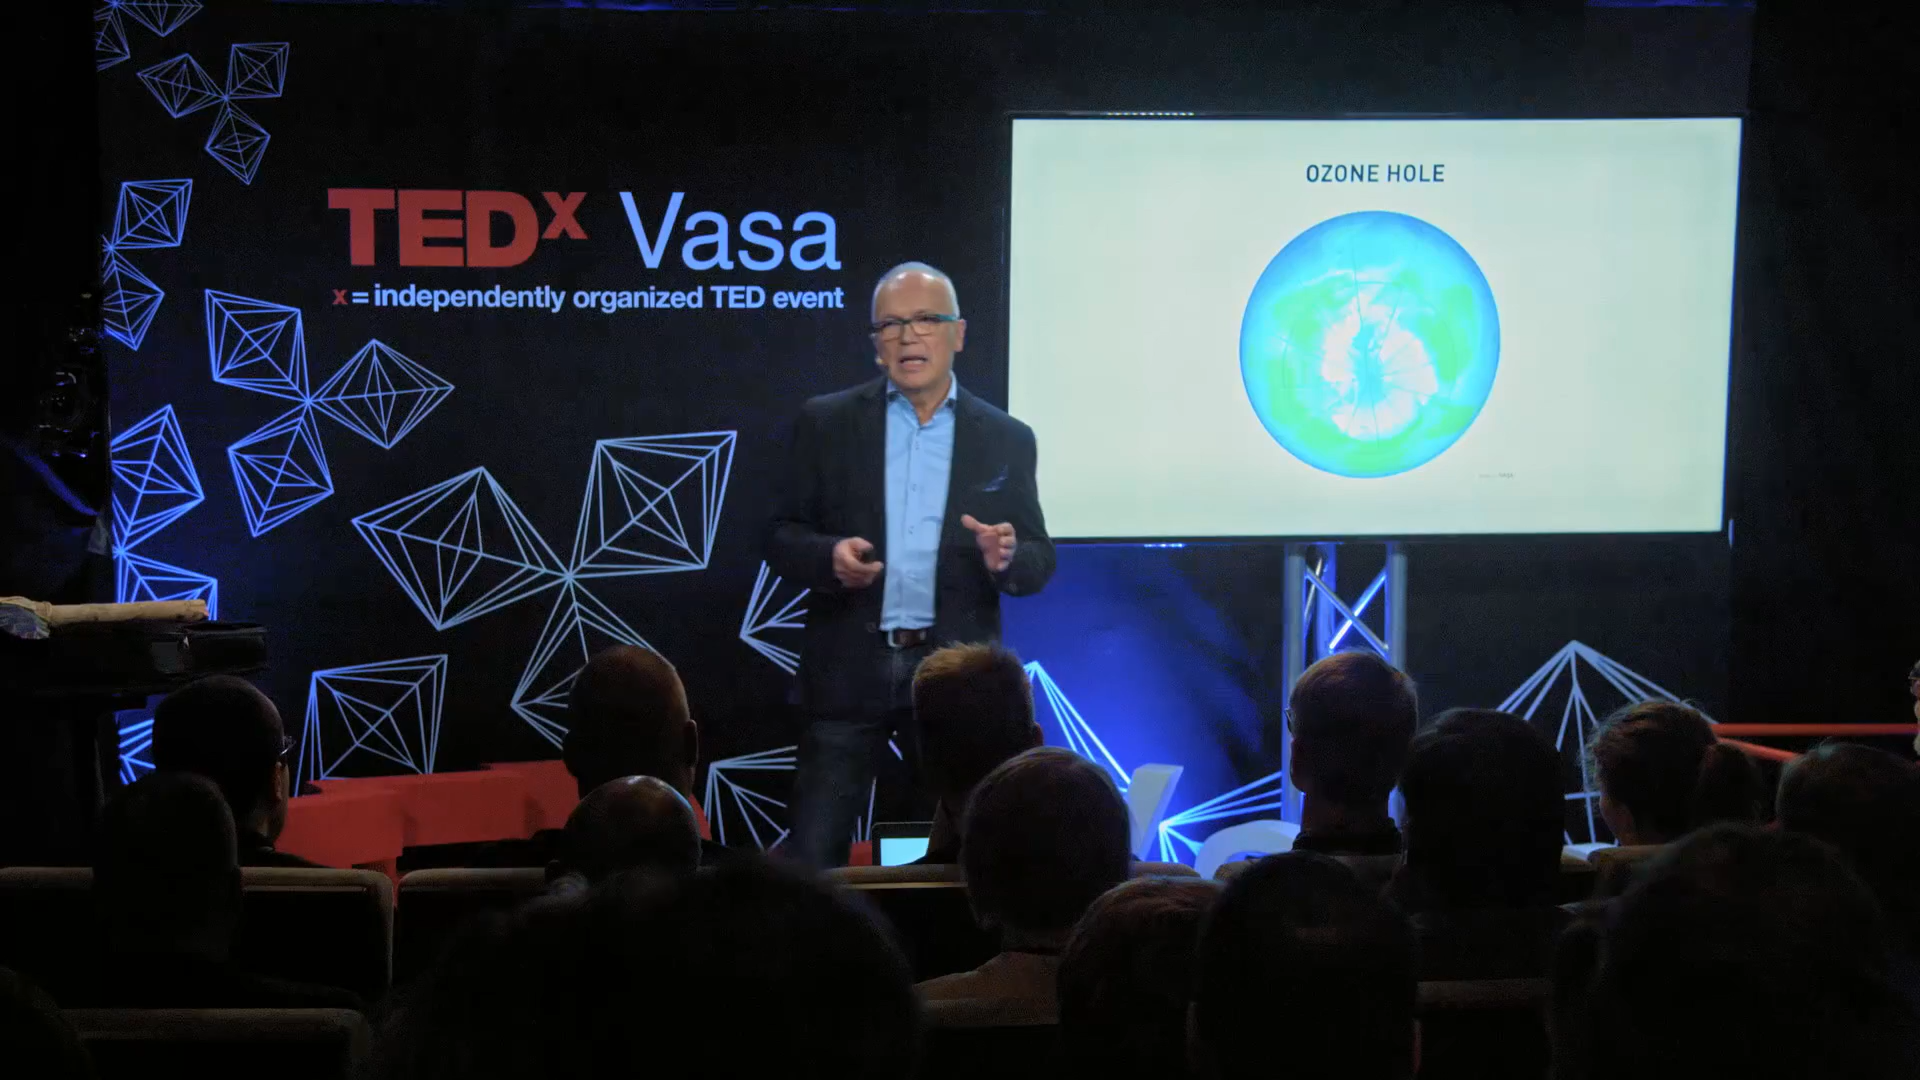 TEDx Vasa
x = independently organized TED event
OZONE HOLE